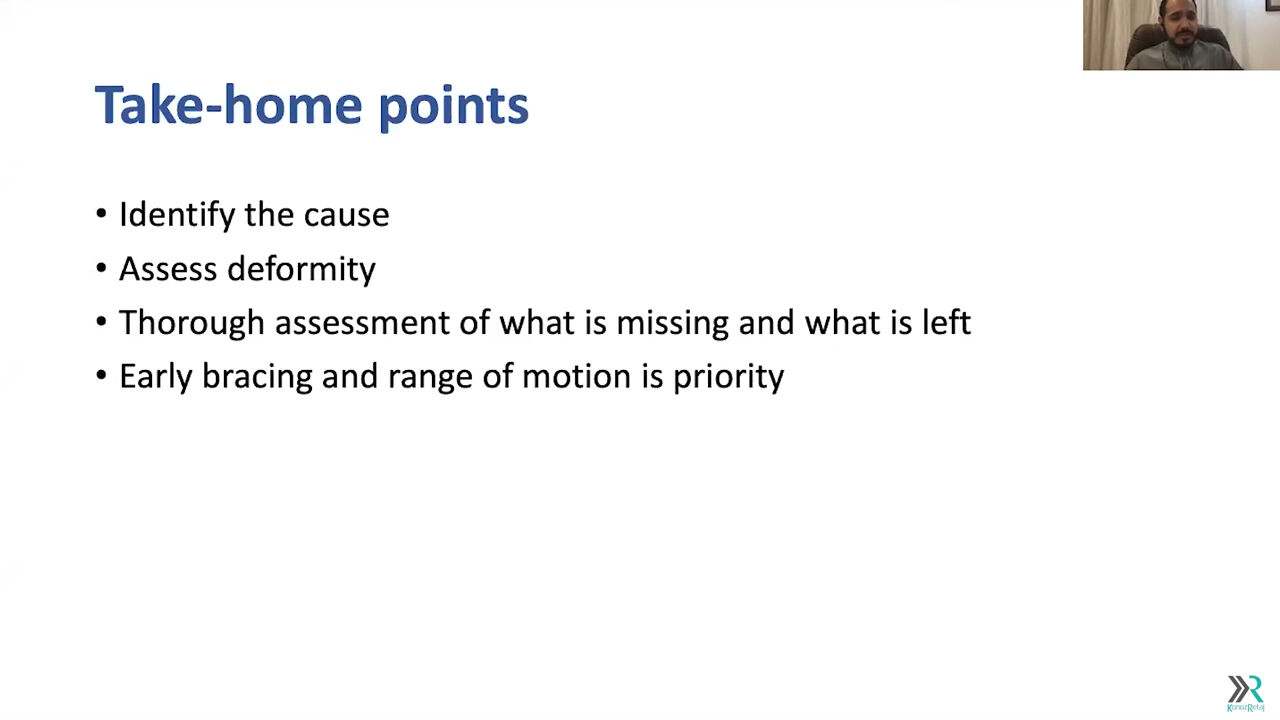 Take-home points
• Identify the cause
• Assess deformity
• Thorough assessment of what is missing and what is left
• Early bracing and range of motion is priority
KonozRetaj